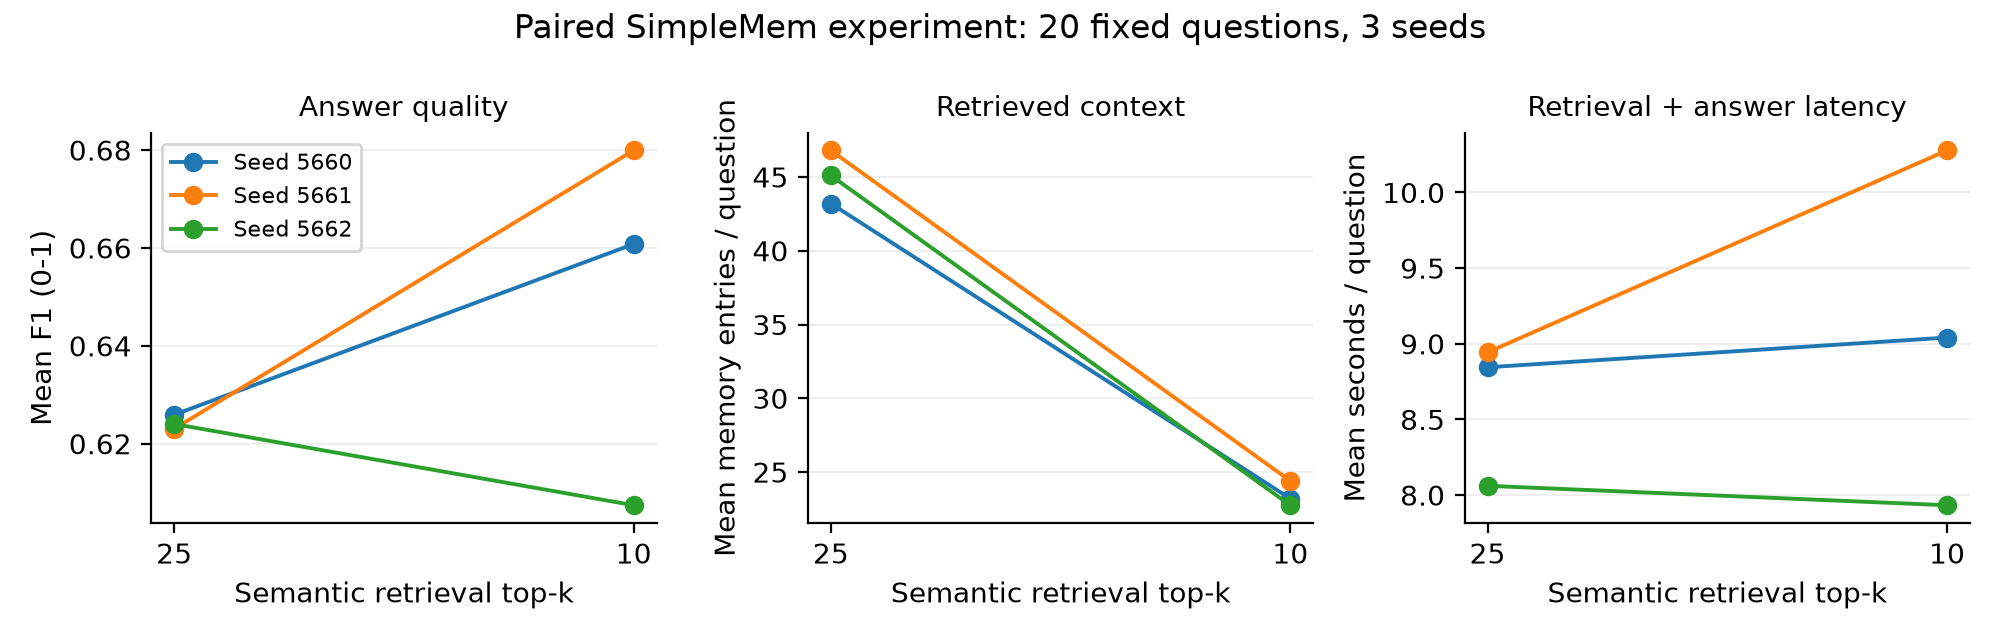 Paired SimpleMem experiment: 20 fixed questions, 3 seeds
Answer quality
Mean F1 (0-1)
0.68
0.66
0.64
0.62
Seed 5660
Seed 5661
Seed 5662
25
10
Semantic retrieval top-k
Retrieved context
Mean memory entries / question
45
40
35
30
25
25
10
Semantic retrieval top-k
Retrieval + answer latency
Mean seconds / question
10.0
9.5
9.0
8.5
8.0
25
10
Semantic retrieval top-k